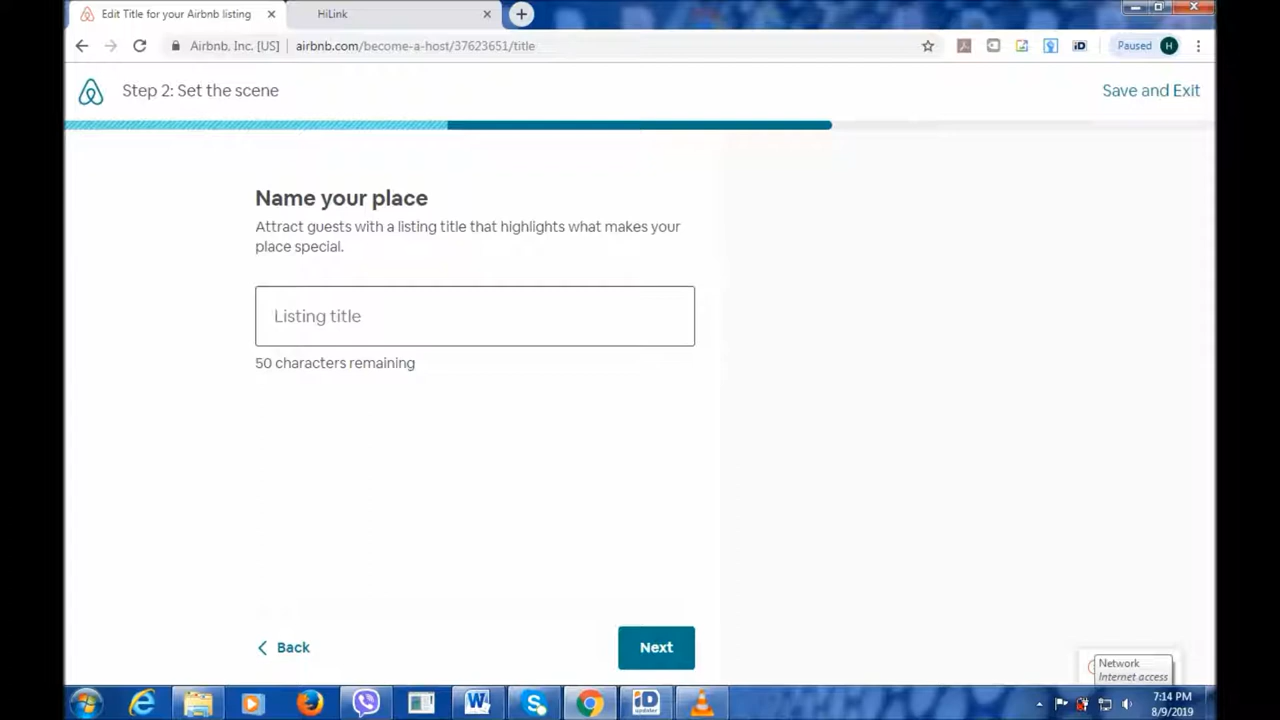 Edit Title for your Airbnb listing
HiLink
Airbnb, Inc. [US]
airbnb.com/become-a-host/37623651/title
Paused
H
Step 2: Set the scene
Save and Exit
Name your place
Attract guests with a listing title that highlights what makes your
place special.
Listing title
50 characters remaining
Back
Next
Network
Internet access
iD
updater
7:14 PM
8/9/2019